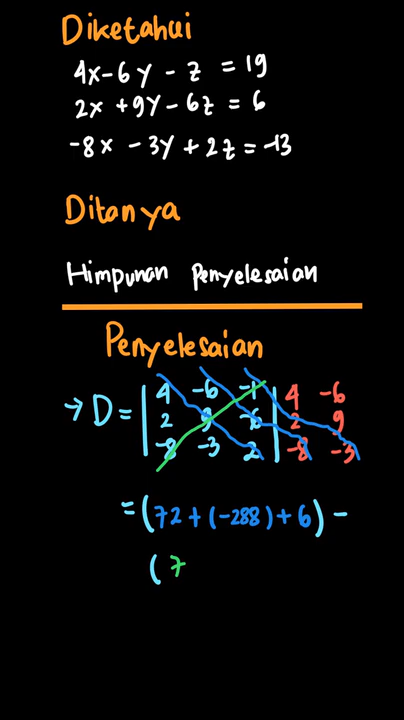 Diketahui
4x - 6y - z = 19
2x + 9y - 6z = 6
-8x - 3y + 2z = -13
Ditanya
Himpunan Penyelesaian
Penyelesaian
4 -6 -1 4 -6
→ D = 2 9 -6 2 9
-8 -3 2 -8 -3
= (72 + (-288) + 6) -
(7